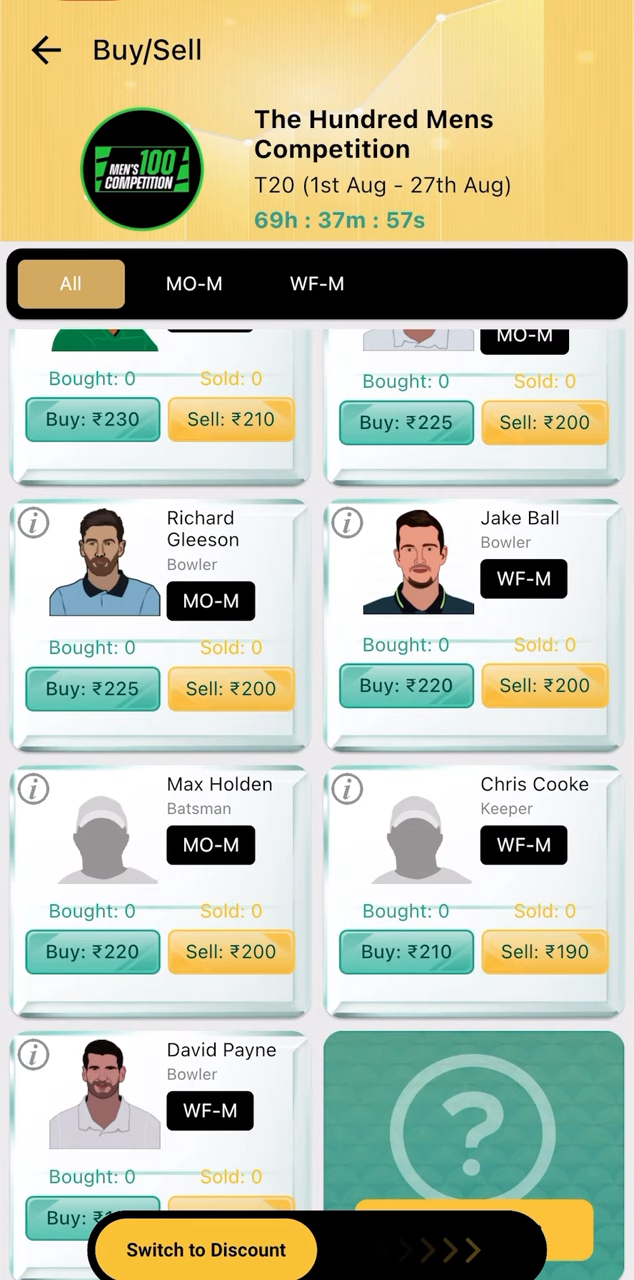 Buy/Sell
MEN'S 100
COMPETITION
The Hundred Mens
Competition
T20 (1st Aug - 27th Aug)
69h : 37m : 57s
All
MO-M
WF-M
MO-M
Bought: 0
Sold: 0
Buy: ₹230
Sell: ₹210
Bought: 0
Sold: 0
Buy: ₹225
Sell: ₹200
i
Richard
Gleeson
Bowler
MO-M
Bought: 0
Sold: 0
Buy: ₹225
Sell: ₹200
i
Jake Ball
Bowler
WF-M
Bought: 0
Sold: 0
Buy: ₹220
Sell: ₹200
i
Max Holden
Batsman
MO-M
Bought: 0
Sold: 0
Buy: ₹220
Sell: ₹200
i
Chris Cooke
Keeper
WF-M
Bought: 0
Sold: 0
Buy: ₹210
Sell: ₹190
i
David Payne
Bowler
WF-M
Bought: 0
Sold: 0
Buy:
?
Switch to Discount